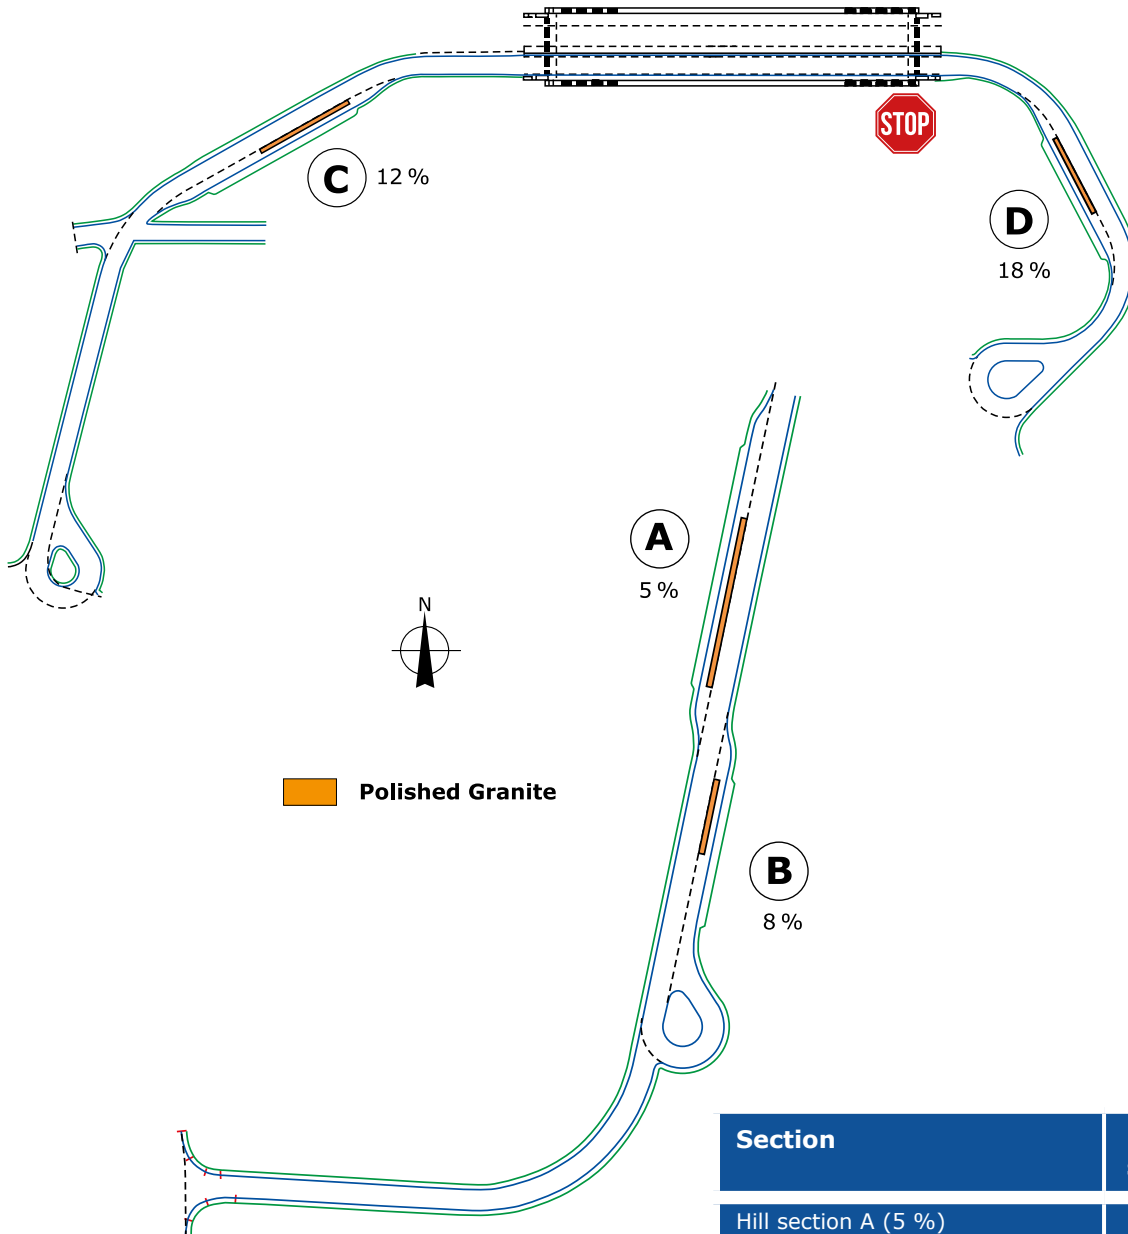 STOP
C 12 %
D
18 %
A
5 %
N
Polished Granite
B
8 %
Section
Hill section A (5 %)